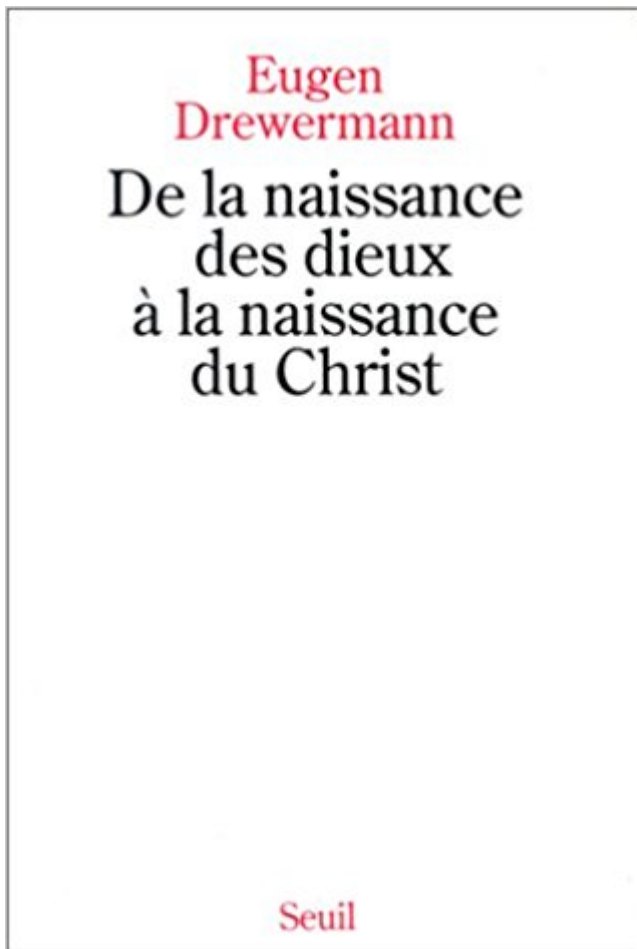 Eugen
Drewermann
De la naissance
des dieux
à la naissance
du Christ
Seuil